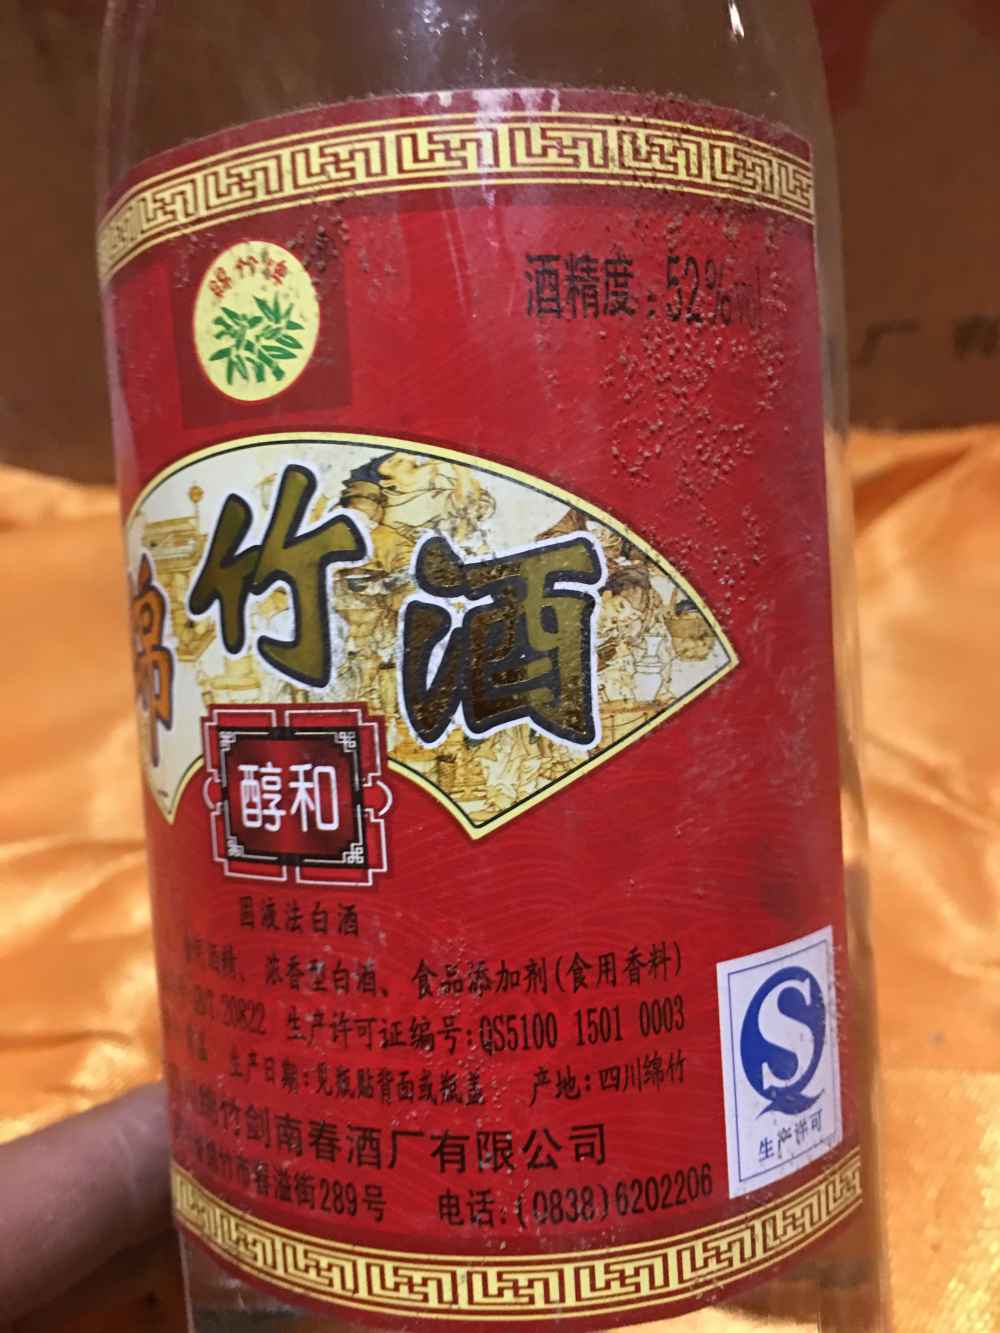 绵竹牌
酒精度:52%vol
绵竹酒
醇和
固液法白酒
酒精、浓香型白酒、食品添加剂(食用香料)
20822 生产许可证编号:QS5100 1501 0003
生产日期:见瓶贴背面或瓶盖 产地:四川绵竹
绵竹剑南春酒厂有限公司
绵竹市春溢街289号 电话:(0838)6202206
生产许可